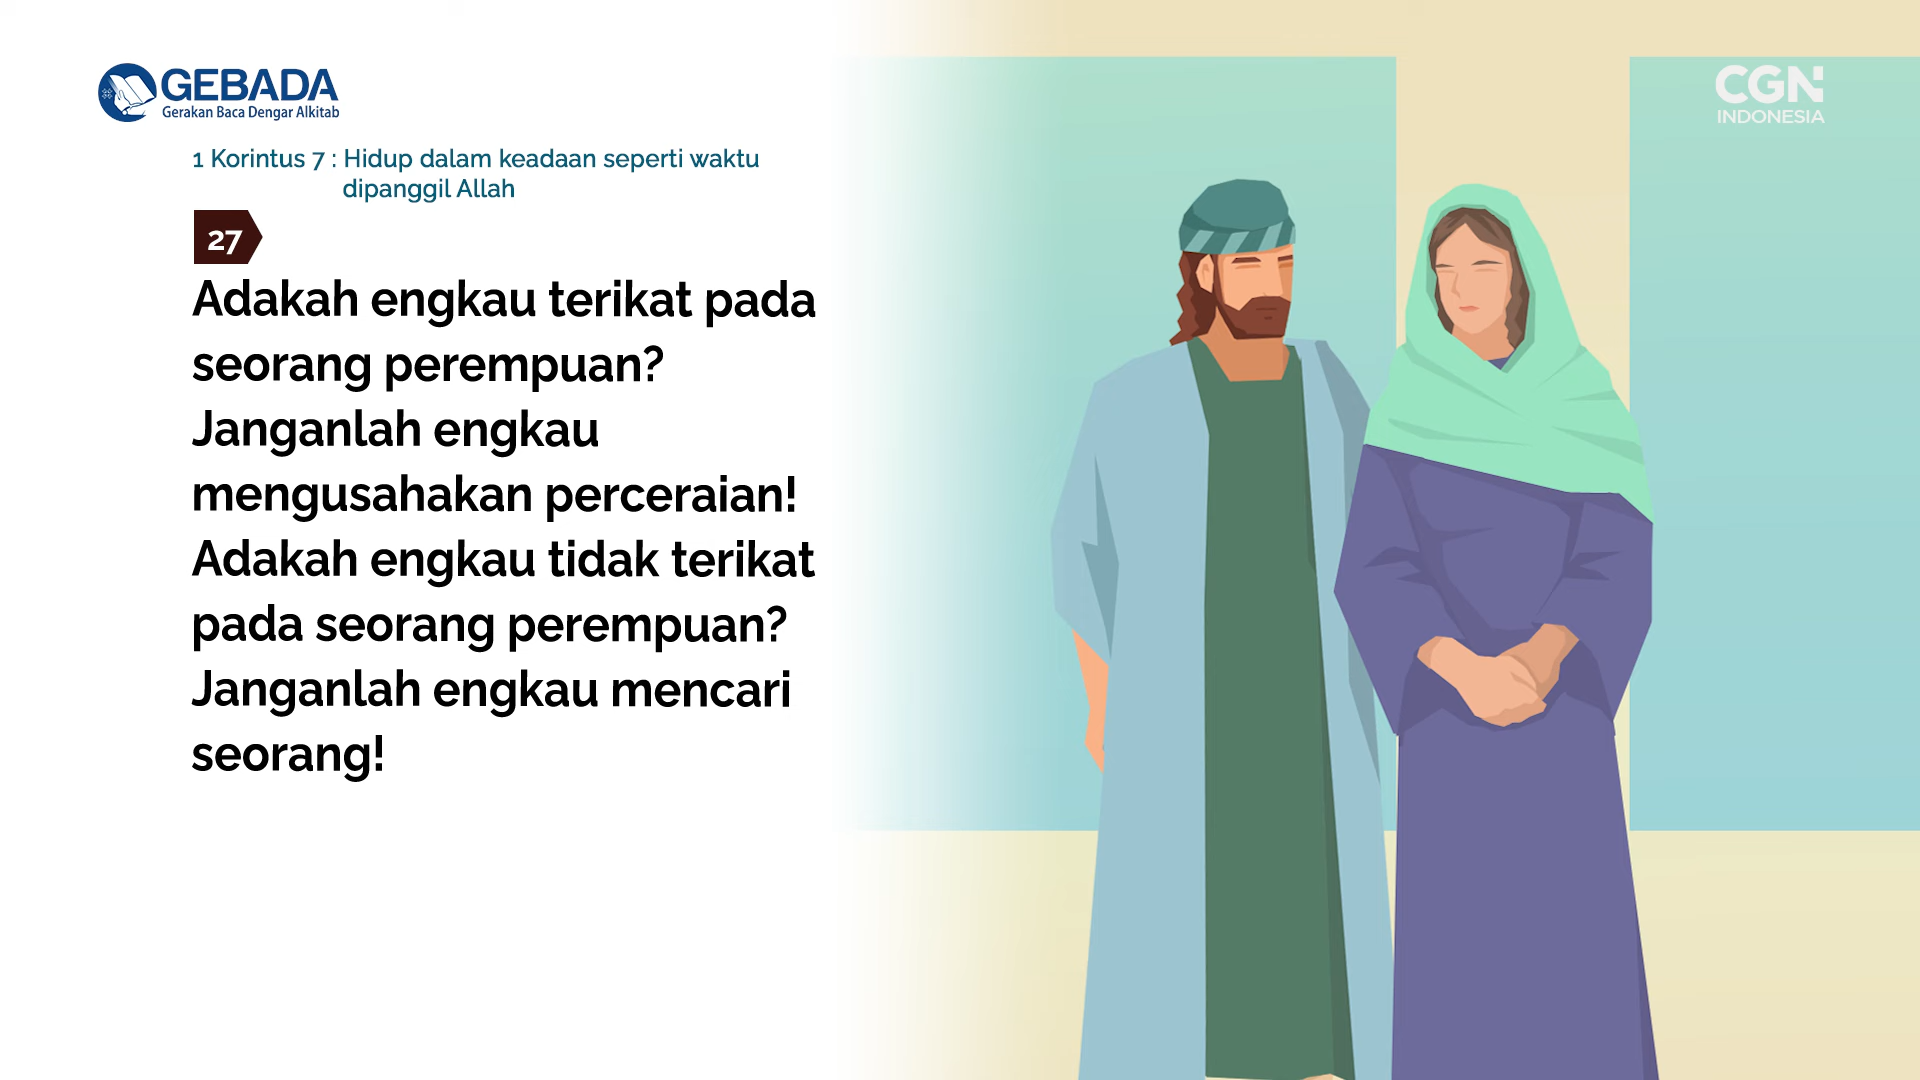 GEBADA
Gerakan Baca Dengar Alkitab
CGN
INDONESIA
1 Korintus 7 : Hidup dalam keadaan seperti waktu
dipanggil Allah
27
Adakah engkau terikat pada
seorang perempuan?
Janganlah engkau
mengusahakan perceraian!
Adakah engkau tidak terikat
pada seorang perempuan?
Janganlah engkau mencari
seorang!